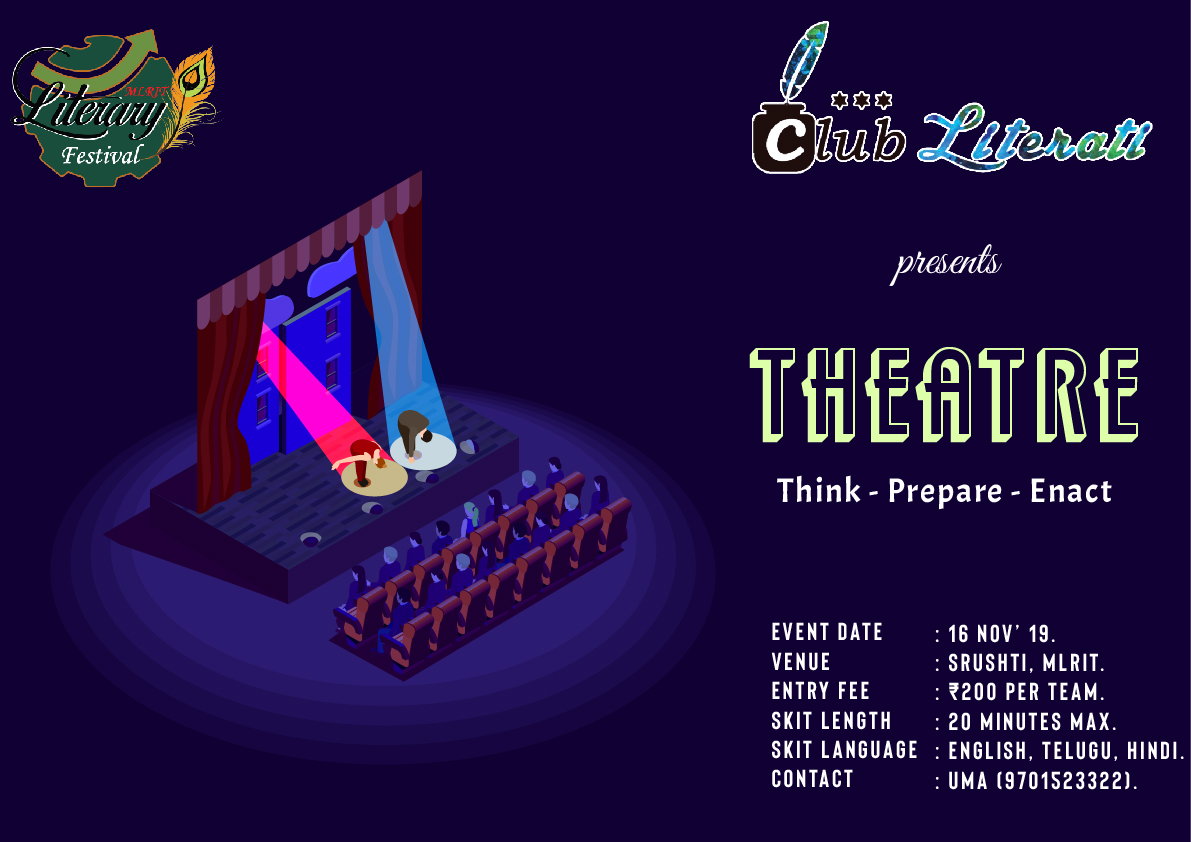 MLRIT
Literary
Festival
Club Literati
presents
THEATRE
Think - Prepare - Enact
EVENT DATE : 16 NOV' 19.
VENUE : SRUSHTI, MLRIT.
ENTRY FEE : ₹200 PER TEAM.
SKIT LENGTH : 20 MINUTES MAX.
SKIT LANGUAGE : ENGLISH, TELUGU, HINDI.
CONTACT : UMA (9701523322).